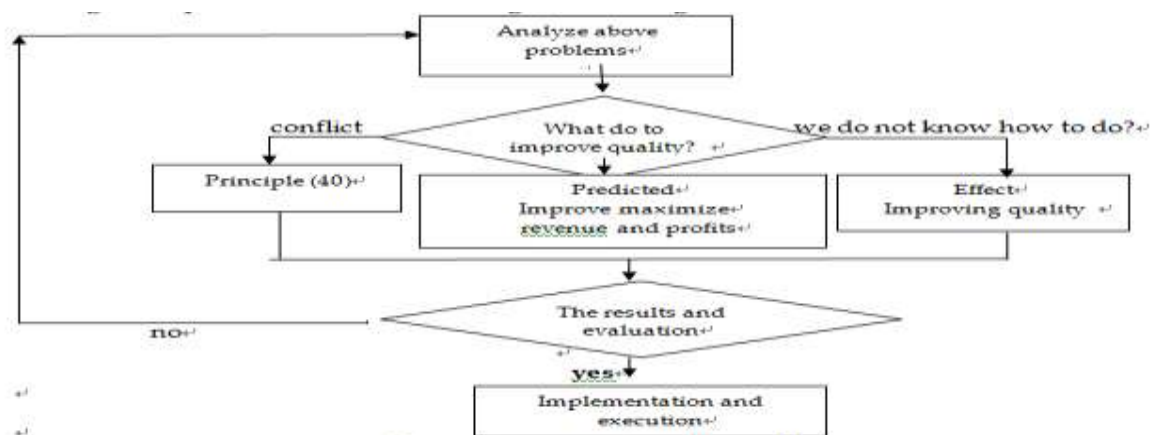 Analyze above
problems
conflict
What do to
improve quality?
we do not know how to do?
Principle (40)
Predicted
Improve maximize
revenue and profits
Effect
Improving quality
The results and
evaluation
no
yes
Implementation and
execution